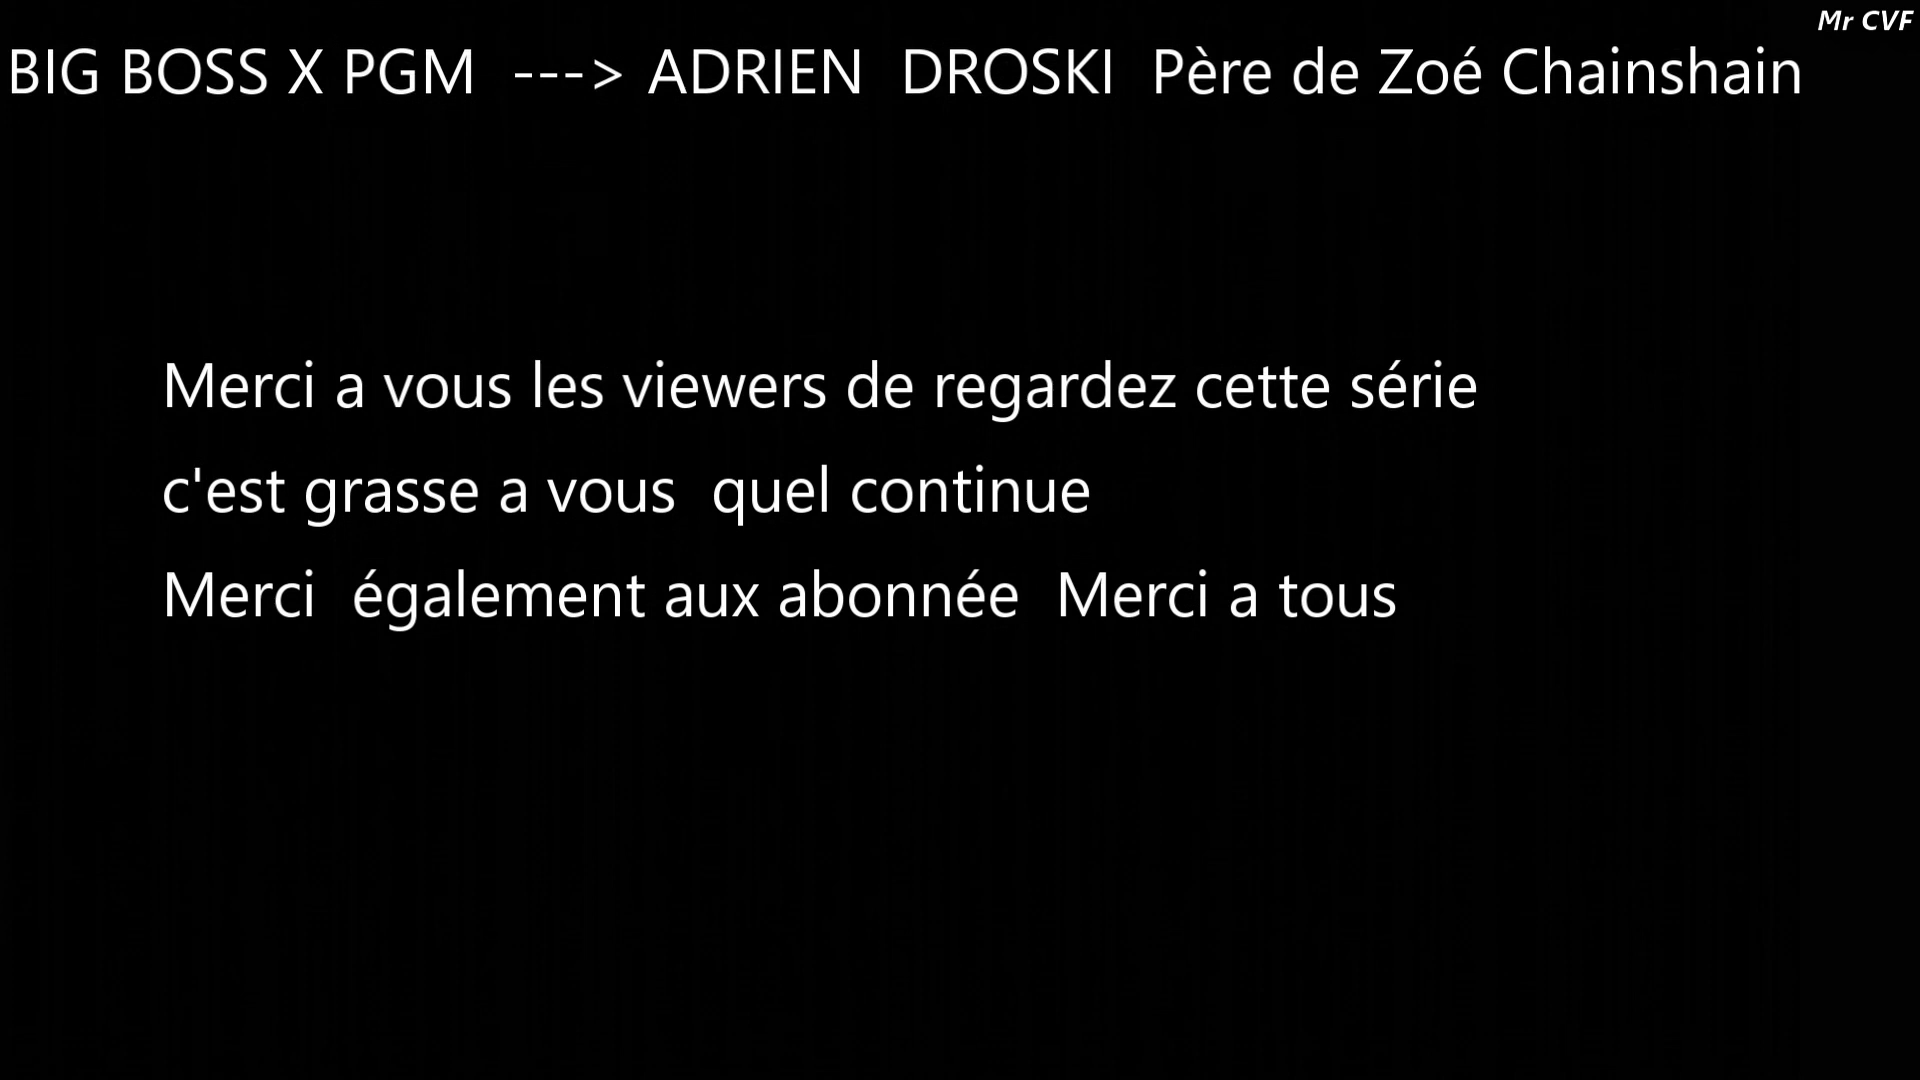 Mr CVF
BIG BOSS X PGM  ---> ADRIEN  DROSKI  Père de Zoé Chainshain
Merci a vous les viewers de regardez cette série
c'est grasse a vous  quel continue
Merci  également aux abonnée  Merci a tous